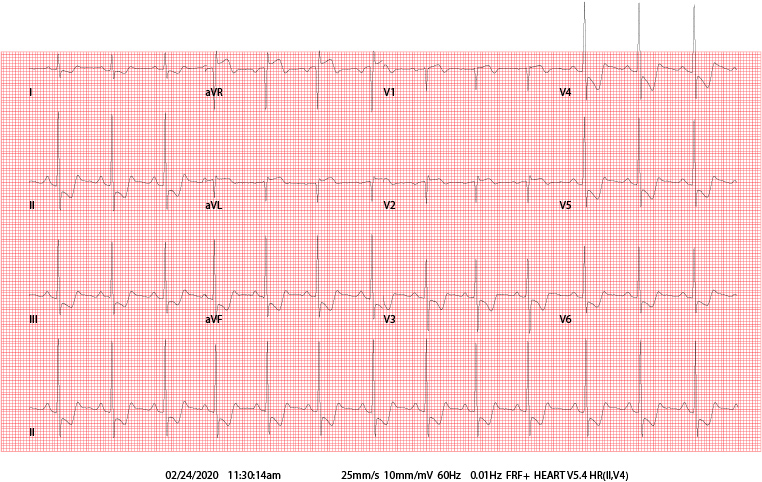 I aVR V1 V4
II aVL V2 V5
III aVF V3 V6
II
02/24/2020 11:30:14am 25mm/s 10mm/mV 60Hz 0.01Hz FRF+ HEART V5.4 HR(II,V4)